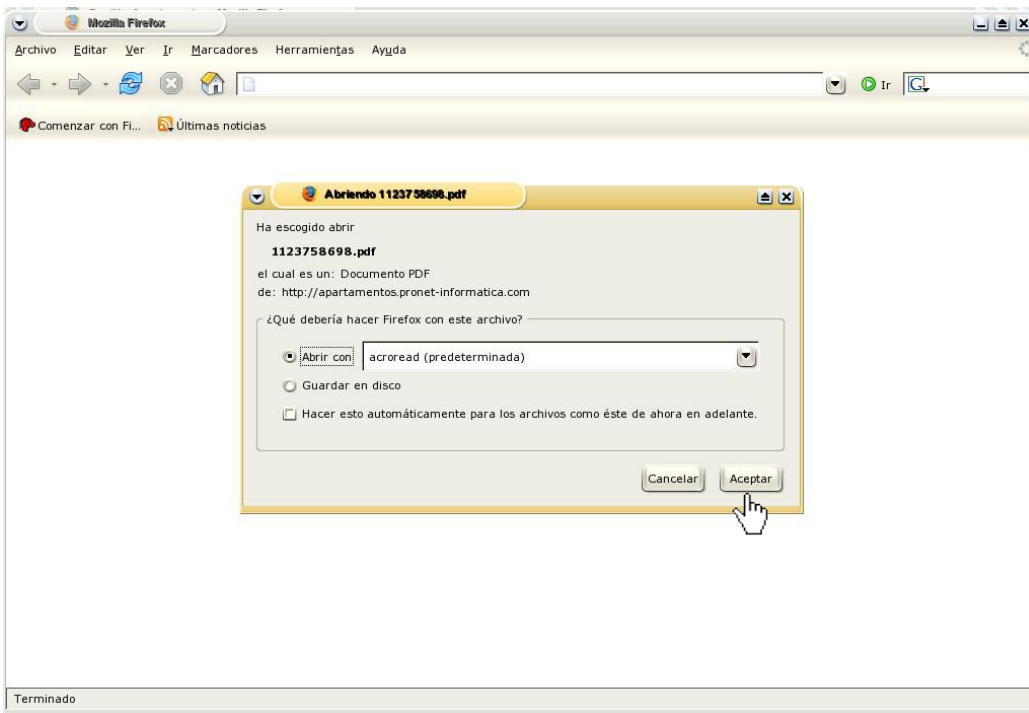 Mozilla Firefox
Archivo Editar Ver Ir Marcadores Herramientas Ayuda
Ir G
Comenzar con Fi... Últimas noticias
Abriendo 1123758698.pdf
Ha escogido abrir
1123758698.pdf
el cual es un: Documento PDF
de: http://apartamentos.pronet-informatica.com
¿Qué debería hacer Firefox con este archivo?
Abrir con acroread (predeterminada)
Guardar en disco
Hacer esto automáticamente para los archivos como éste de ahora en adelante.
Cancelar Aceptar
Terminado